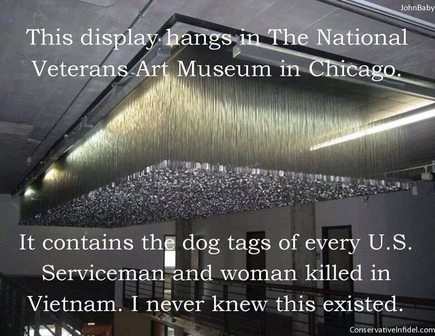 JohnBaby
This display hangs in The National
Veterans Art Museum in Chicago.
It contains the dog tags of every U.S.
Serviceman and woman killed in
Vietnam. I never knew this existed.
ConservativeInfidel.com